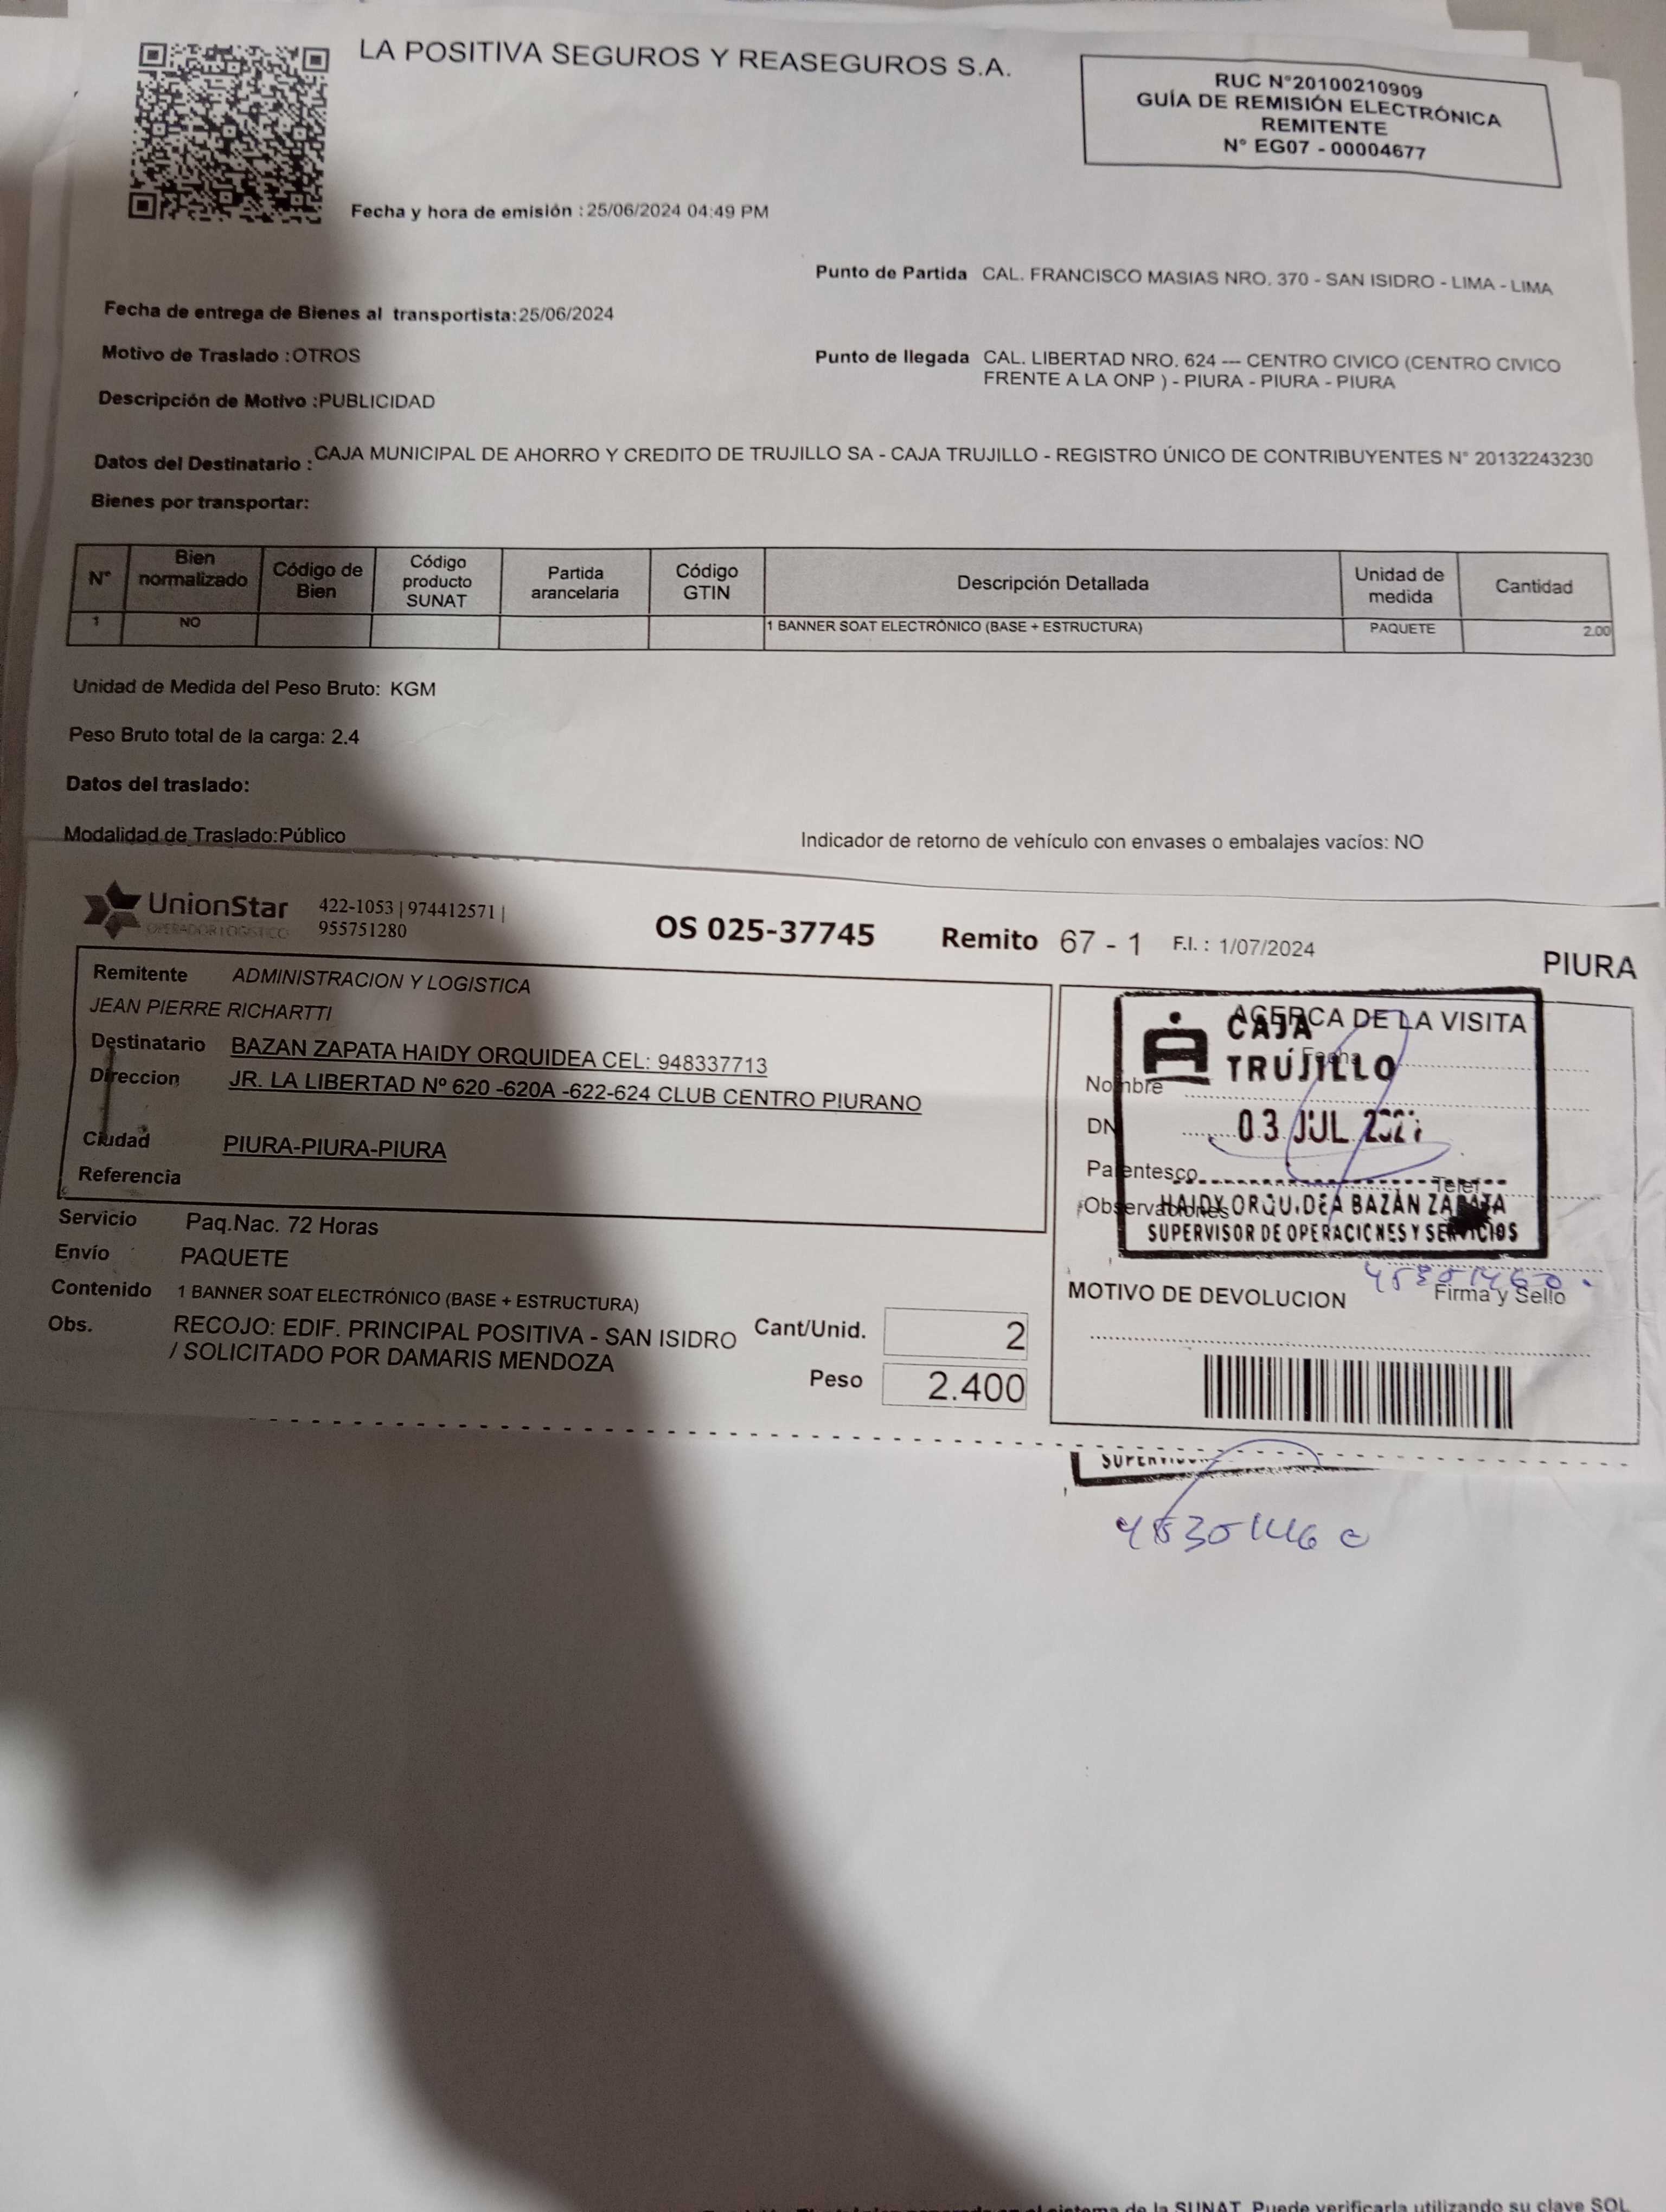 LA POSITIVA SEGUROS Y REASEGUROS S.A.
RUC N°20100210909
GUÍA DE REMISIÓN ELECTRÓNICA
REMITENTE
N° EG07 - 00004677
Fecha y hora de emisión : 25/06/2024 04:49 PM
Punto de Partida CAL. FRANCISCO MASIAS NRO. 370 - SAN ISIDRO - LIMA - LIMA
Fecha de entrega de Bienes al transportista:25/06/2024
Motivo de Traslado :OTROS
Punto de llegada CAL. LIBERTAD NRO. 624 --- CENTRO CIVICO (CENTRO CIVICO
FRENTE A LA ONP ) - PIURA - PIURA - PIURA
Descripción de Motivo :PUBLICIDAD
Datos del Destinatario : CAJA MUNICIPAL DE AHORRO Y CREDITO DE TRUJILLO SA - CAJA TRUJILLO - REGISTRO ÚNICO DE CONTRIBUYENTES N° 20132243230
Bienes por transportar:
N° Bien normalizado Código de Bien Código producto SUNAT Partida arancelaria Código GTIN Descripción Detallada Unidad de medida Cantidad
1 NO 1 BANNER SOAT ELECTRÓNICO (BASE + ESTRUCTURA) PAQUETE 2.00
Unidad de Medida del Peso Bruto: KGM
Peso Bruto total de la carga: 2.4
Datos del traslado:
Modalidad de Traslado:Público
Indicador de retorno de vehículo con envases o embalajes vacíos: NO
UnionStar
OPERADOR LOGISTICO
422-1053 | 974412571 |
955751280
OS 025-37745 Remito 67 - 1 F.I. : 1/07/2024
PIURA
Remitente ADMINISTRACION Y LOGISTICA
JEAN PIERRE RICHARTTI
Destinatario BAZAN ZAPATA HAIDY ORQUIDEA CEL: 948337713
Direccion JR. LA LIBERTAD Nº 620 -620A -622-624 CLUB CENTRO PIURANO
Ciudad PIURA-PIURA-PIURA
Referencia
Servicio Paq.Nac. 72 Horas
Envío PAQUETE
Contenido 1 BANNER SOAT ELECTRÓNICO (BASE + ESTRUCTURA)
Obs. RECOJO: EDIF. PRINCIPAL POSITIVA - SAN ISIDRO
/ SOLICITADO POR DAMARIS MENDOZA
Cant/Unid. 2
Peso 2.400
ACERCA DE LA VISITA
CAJA
TRUJILLO
Fecha
Nombre
03 JUL
Parentesco
Telef
Observaciones
HAIDY ORQUIDEA BAZÁN ZAPATA
SUPERVISOR DE OPERACIONES Y SERVICIOS
MOTIVO DE DEVOLUCION
Firma y Sello